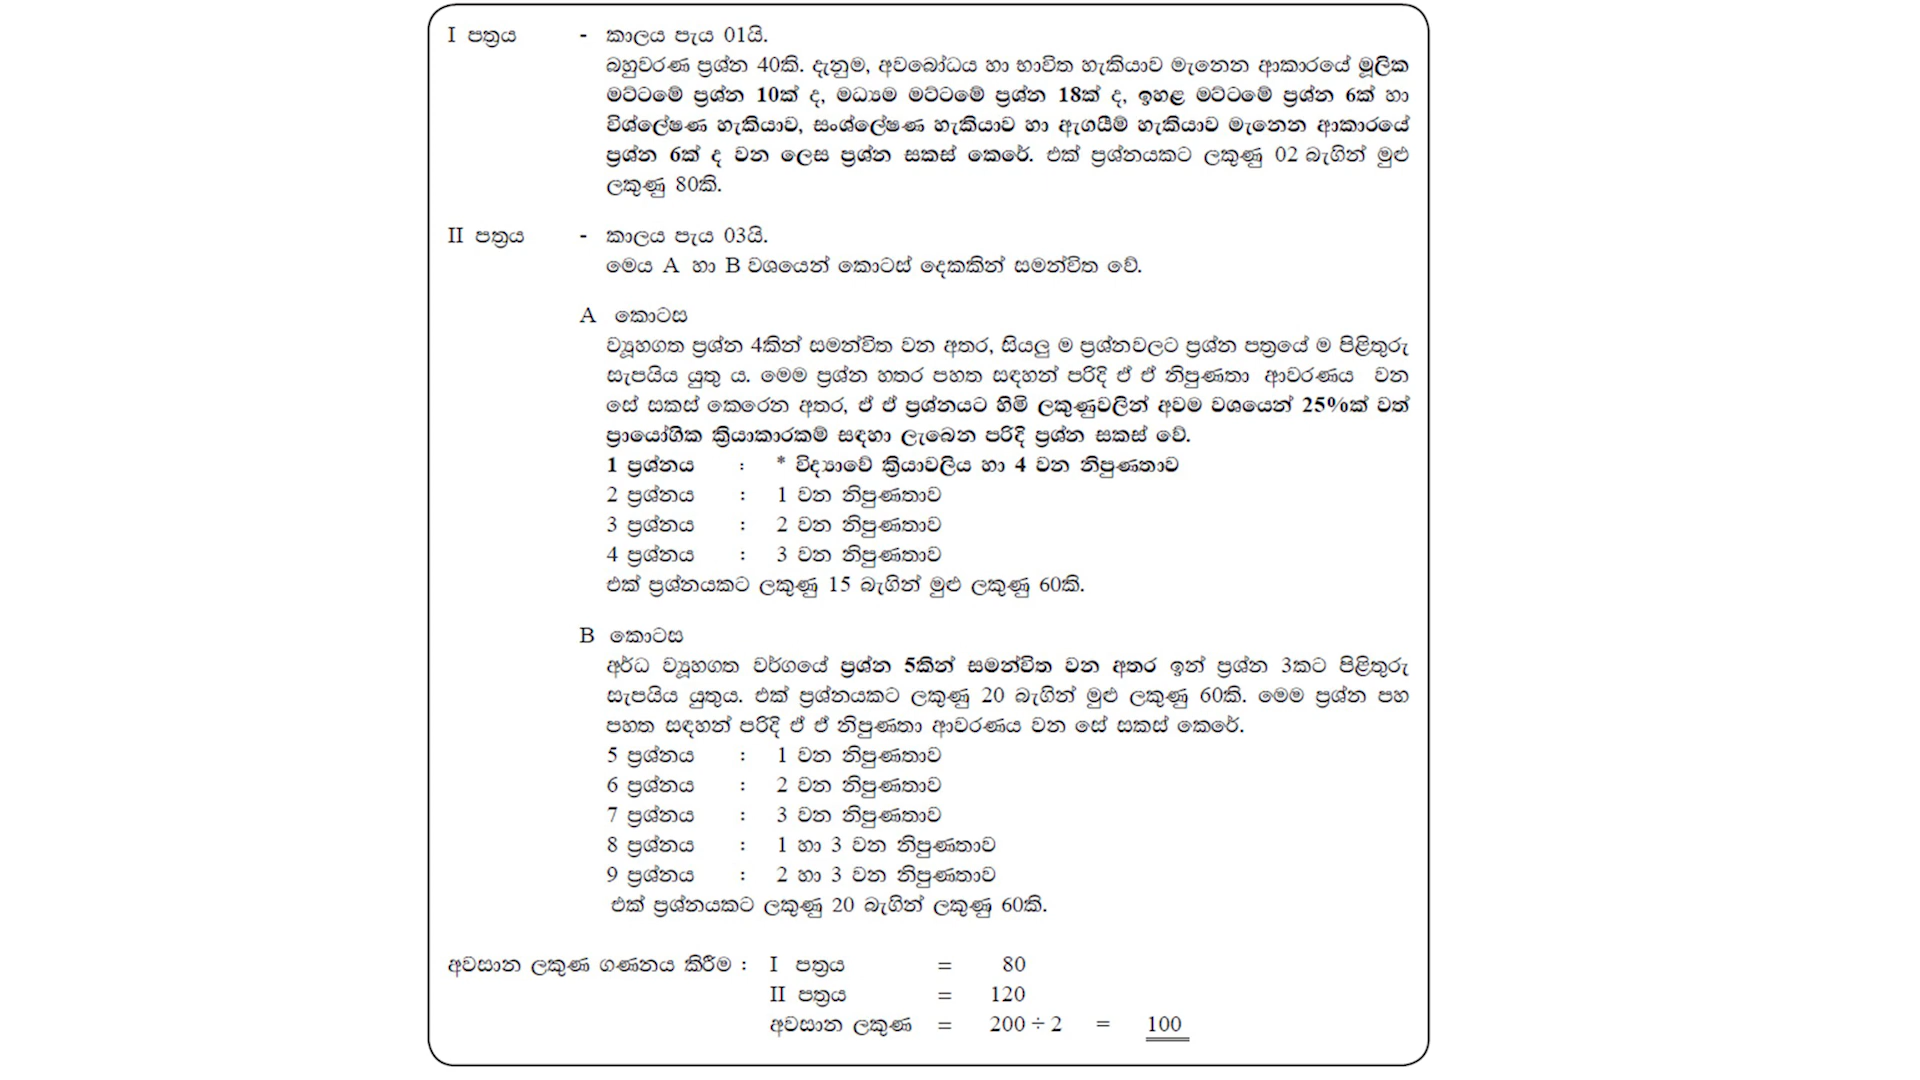 I පත්‍රය - කාලය පැය 01යි.
බහුවරණ ප්‍රශ්න 40කි. දැනුම, අවබෝධය හා භාවිත හැකියාව මැනෙන ආකාරයේ මූලික
මට්ටමේ ප්‍රශ්න 10ක් ද, මධ්‍යම මට්ටමේ ප්‍රශ්න 18ක් ද, ඉහළ මට්ටමේ ප්‍රශ්න 6ක් හා
විශ්ලේෂණ හැකියාව, සංශ්ලේෂණ හැකියාව හා ඇගයීම් හැකියාව මැනෙන ආකාරයේ
ප්‍රශ්න 6ක් ද වන ලෙස ප්‍රශ්න සකස් කෙරේ. එක් ප්‍රශ්නයකට ලකුණු 02 බැගින් මුළු
ලකුණු 80කි.
II පත්‍රය - කාලය පැය 03යි.
මෙය A හා B වශයෙන් කොටස් දෙකකින් සමන්විත වේ.
A කොටස
ව්‍යූහගත ප්‍රශ්න 4කින් සමන්විත වන අතර, සියලු ම ප්‍රශ්නවලට ප්‍රශ්න පත්‍රයේ ම පිළිතුරු
සැපයිය යුතු ය. මෙම ප්‍රශ්න හතර පහත සඳහන් පරිදි ඒ ඒ නිපුණතා ආවරණය වන
සේ සකස් කෙරෙන අතර, ඒ ඒ ප්‍රශ්නයට හිමි ලකුණුවලින් අවම වශයෙන් 25%ක් වත්
ප්‍රායෝගික ක්‍රියාකාරකම් සඳහා ලැබෙන පරිදි ප්‍රශ්න සකස් වේ.
1 ප්‍රශ්නය : * විද්‍යාවේ ක්‍රියාවලිය හා 4 වන නිපුණතාව
2 ප්‍රශ්නය : 1 වන නිපුණතාව
3 ප්‍රශ්නය : 2 වන නිපුණතාව
4 ප්‍රශ්නය : 3 වන නිපුණතාව
එක් ප්‍රශ්නයකට ලකුණු 15 බැගින් මුළු ලකුණු 60කි.
B කොටස
අර්ධ ව්‍යූහගත වර්ගයේ ප්‍රශ්න 5කින් සමන්විත වන අතර ඉන් ප්‍රශ්න 3කට පිළිතුරු
සැපයිය යුතුය. එක් ප්‍රශ්නයකට ලකුණු 20 බැගින් මුළු ලකුණු 60කි. මෙම ප්‍රශ්න පහ
පහත සඳහන් පරිදි ඒ ඒ නිපුණතා ආවරණය වන සේ සකස් කෙරේ.
5 ප්‍රශ්නය : 1 වන නිපුණතාව
6 ප්‍රශ්නය : 2 වන නිපුණතාව
7 ප්‍රශ්නය : 3 වන නිපුණතාව
8 ප්‍රශ්නය : 1 හා 3 වන නිපුණතාව
9 ප්‍රශ්නය : 2 හා 3 වන නිපුණතාව
එක් ප්‍රශ්නයකට ලකුණු 20 බැගින් ලකුණු 60කි.
අවසාන ලකුණ ගණනය කිරීම : I පත්‍රය = 80
II පත්‍රය = 120
අවසාන ලකුණ = 200 ÷ 2 = 100